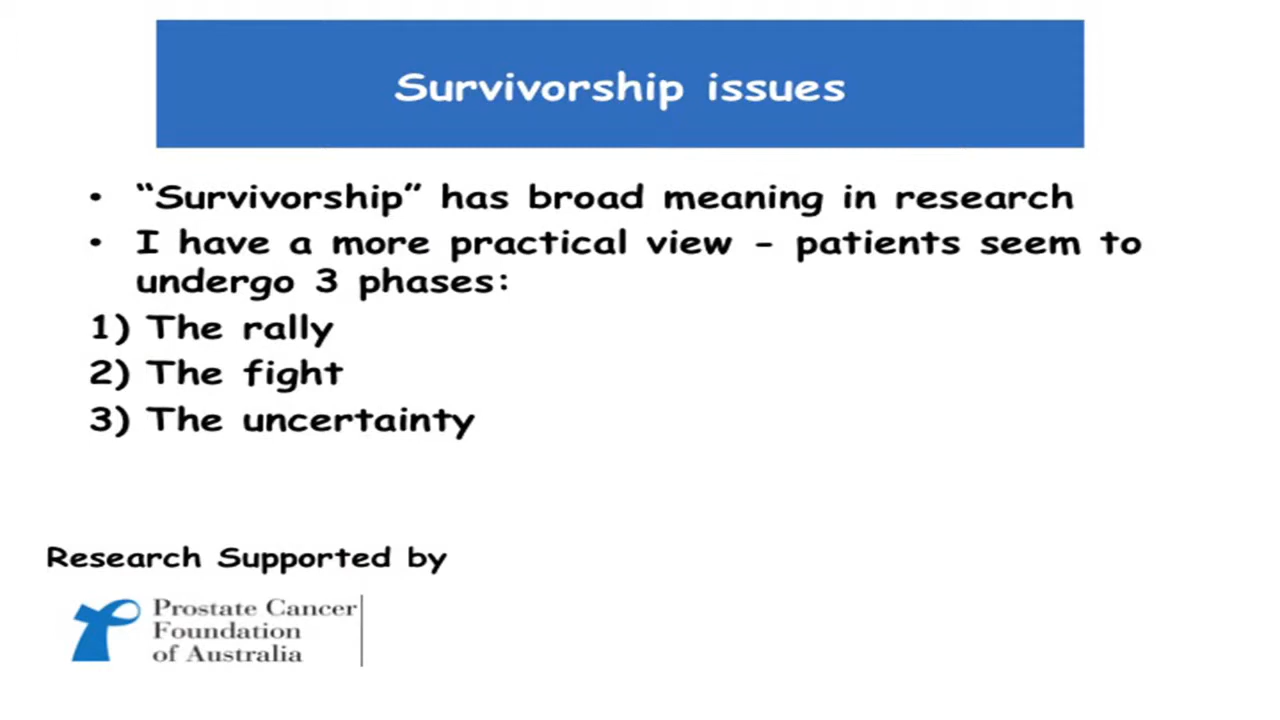 Survivorship issues
• “Survivorship” has broad meaning in research
• I have a more practical view - patients seem to
undergo 3 phases:
1) The rally
2) The fight
3) The uncertainty
Research Supported by
Prostate Cancer
Foundation
of Australia